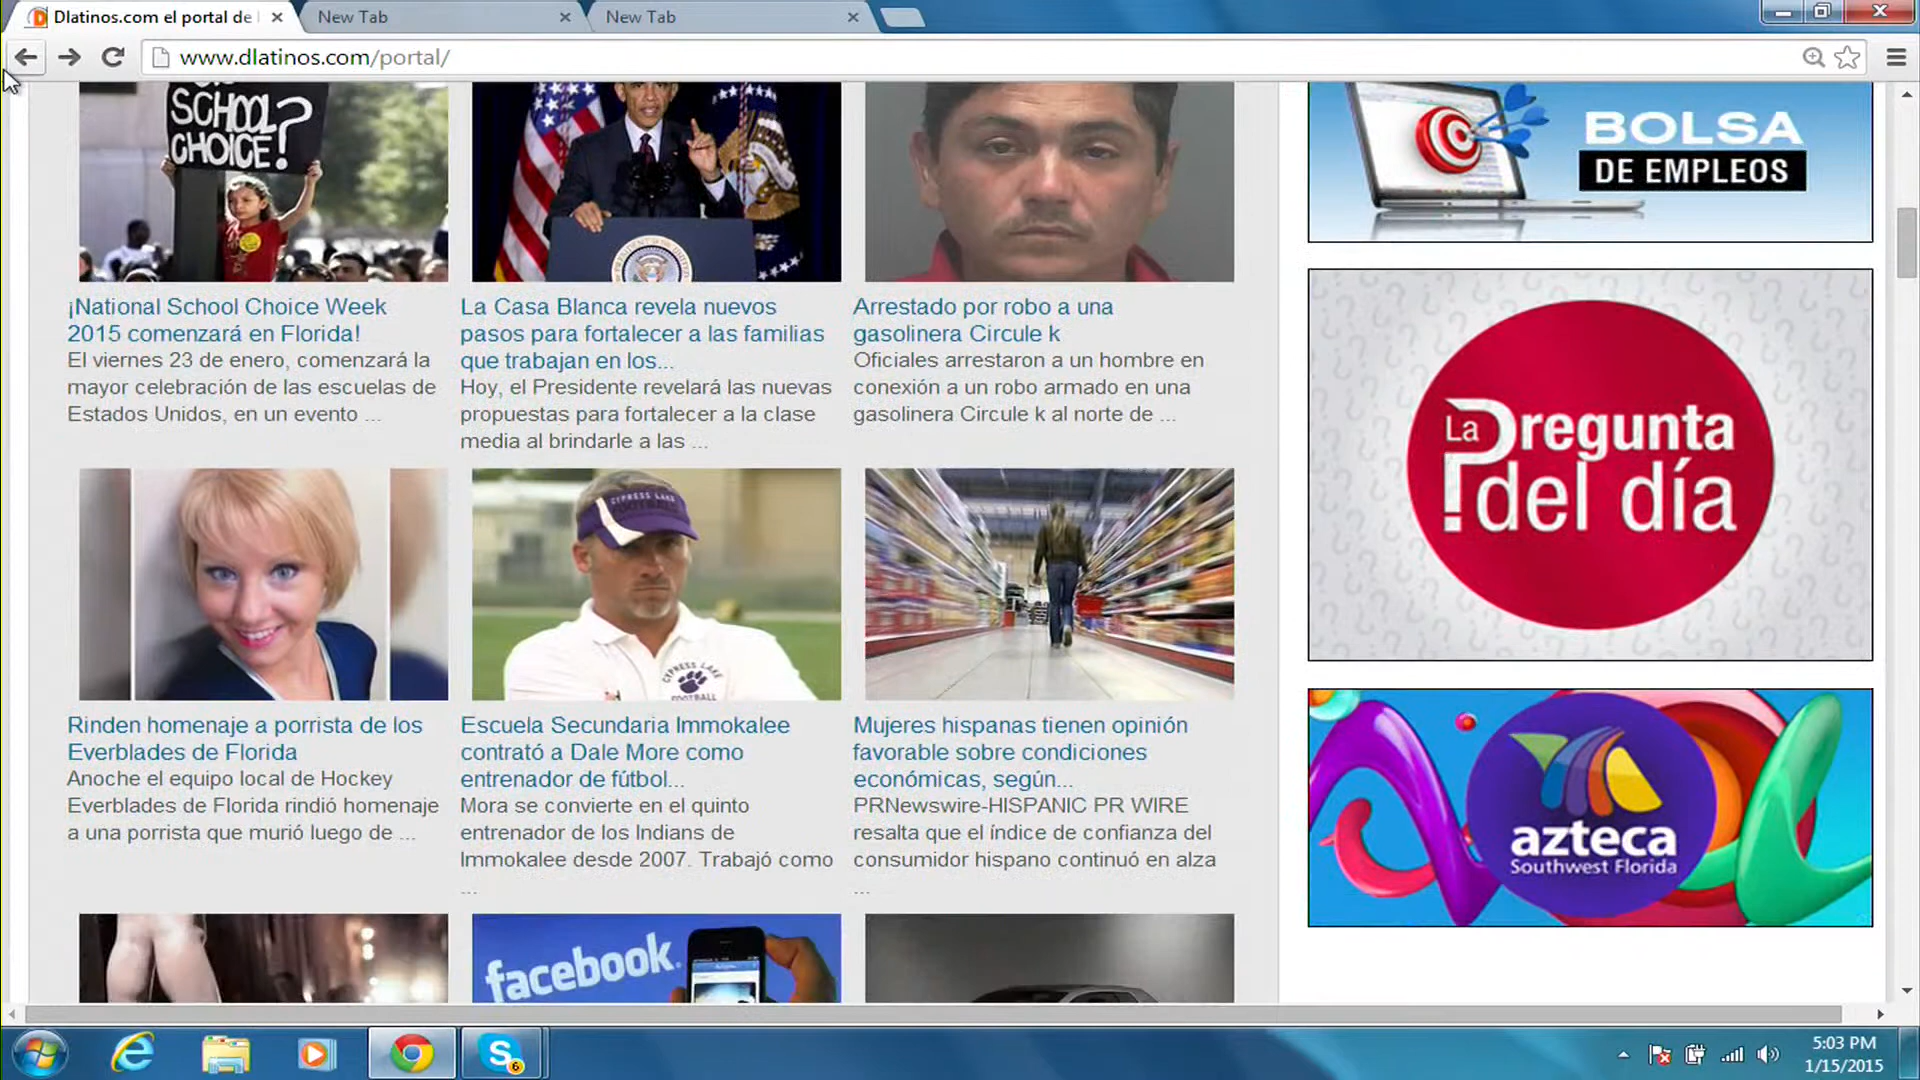 Dlatinos.com el portal de
New Tab
New Tab
www.dlatinos.com/portal/
SCHOOL
CHOICE?
¡National School Choice Week
2015 comenzará en Florida!
El viernes 23 de enero, comenzará la
mayor celebración de las escuelas de
Estados Unidos, en un evento ...
La Casa Blanca revela nuevos
pasos para fortalecer a las familias
que trabajan en los...
Hoy, el Presidente revelará las nuevas
propuestas para fortalecer a la clase
media al brindarle a las ...
Arrestado por robo a una
gasolinera Circule k
Oficiales arrestaron a un hombre en
conexión a un robo armado en una
gasolinera Circule k al norte de ...
CYPRESS LAKE
FOOTBALL
CYPRESS LAKE
FOOTBALL
Rinden homenaje a porrista de los
Everblades de Florida
Anoche el equipo local de Hockey
Everblades de Florida rindió homenaje
a una porrista que murió luego de ...
Escuela Secundaria Immokalee
contrató a Dale More como
entrenador de fútbol...
Mora se convierte en el quinto
entrenador de los Indians de
Immokalee desde 2007. Trabajó como
...
Mujeres hispanas tienen opinión
favorable sobre condiciones
económicas, según...
PRNewswire-HISPANIC PR WIRE
resalta que el índice de confianza del
consumidor hispano continuó en alza
...
facebook.
BOLSA
DE EMPLEOS
La Pregunta
del día
azteca
Southwest Florida
6
5:03 PM
1/15/2015